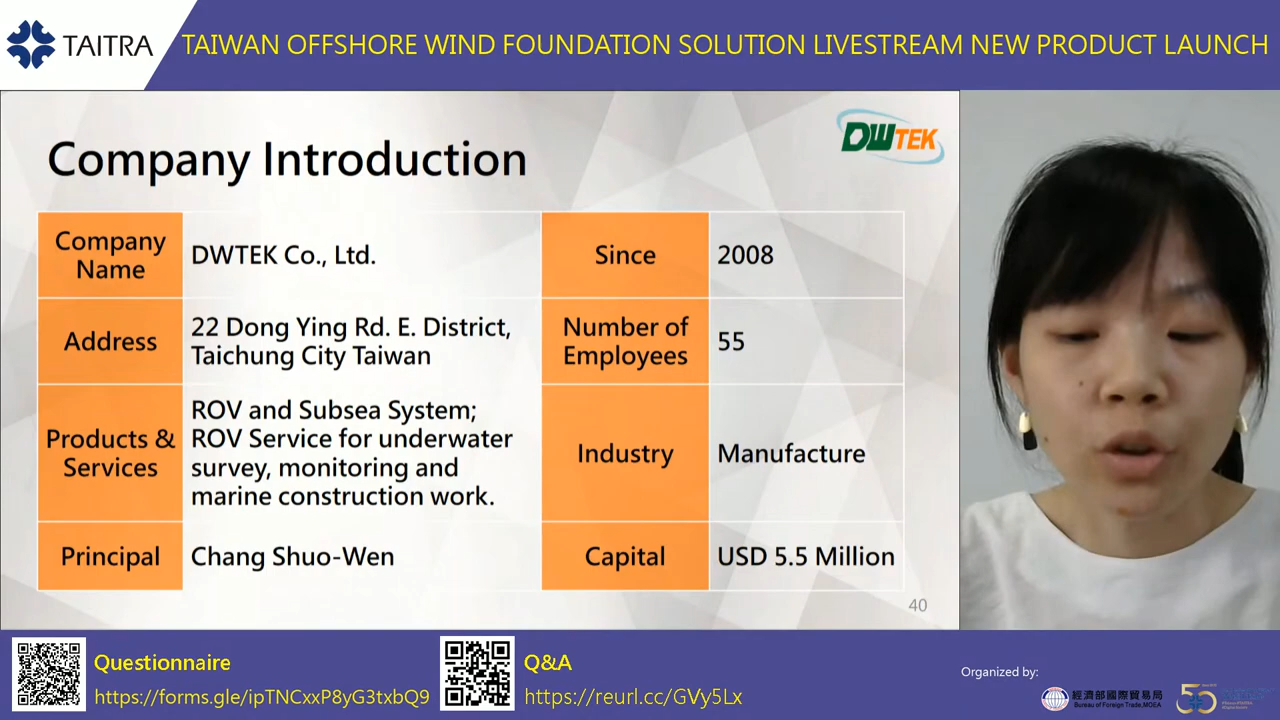 TAITRA
TAIWAN OFFSHORE WIND FOUNDATION SOLUTION LIVESTREAM NEW PRODUCT LAUNCH
DWTEK
Company Introduction
Company
Name
DWTEK Co., Ltd.
Since
2008
Address
22 Dong Ying Rd. E. District,
Taichung City Taiwan
Number of
Employees
55
Products &
Services
ROV and Subsea System;
ROV Service for underwater
survey, monitoring and
marine construction work.
Industry
Manufacture
Principal
Chang Shuo-Wen
Capital
USD 5.5 Million
40
Questionnaire
https://forms.gle/ipTNCxxP8yG3txbQ9
Q&A
https://reurl.cc/GVy5Lx
Organized by:
經濟部國際貿易局
Bureau of Foreign Trade,MOEA